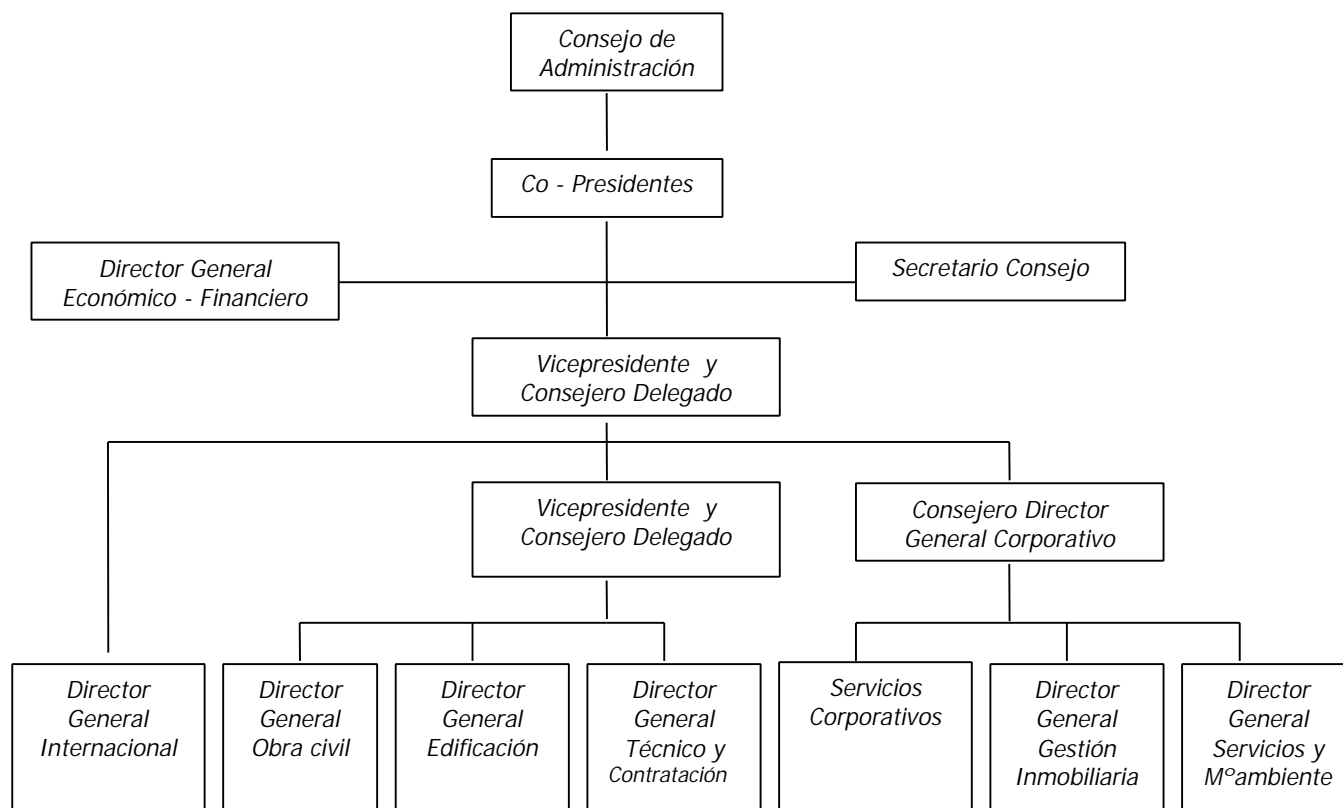 Consejo de
Administración
Co - Presidentes
Director General
Económico - Financiero
Secretario Consejo
Vicepresidente y
Consejero Delegado
Vicepresidente y
Consejero Delegado
Consejero Director
General Corporativo
Director
General
Internacional
Director
General
Obra civil
Director
General
Edificación
Director
General
Técnico y
Contratación
Servicios
Corporativos
Director
General
Gestión
Inmobiliaria
Director
General
Servicios y
Mºambiente